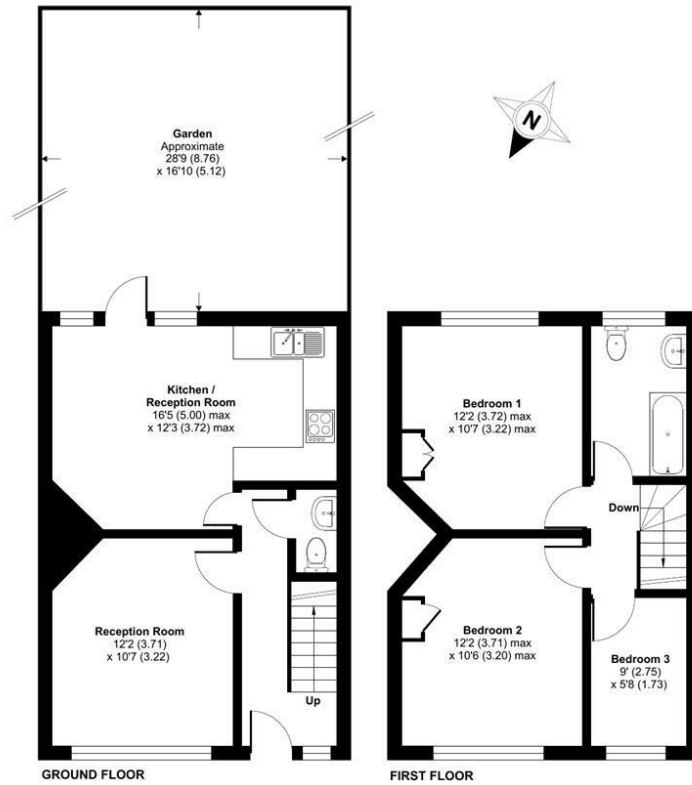 Garden
Approximate
28'9 (8.76)
x 16'10 (5.12)
N
Kitchen /
Reception Room
16'5 (5.00) max
x 12'3 (3.72) max
Reception Room
12'2 (3.71)
x 10'7 (3.22)
Up
GROUND FLOOR
Bedroom 1
12'2 (3.72) max
x 10'7 (3.22) max
Down
Bedroom 2
12'2 (3.71) max
x 10'6 (3.20) max
Bedroom 3
9' (2.75)
x 5'8 (1.73)
FIRST FLOOR